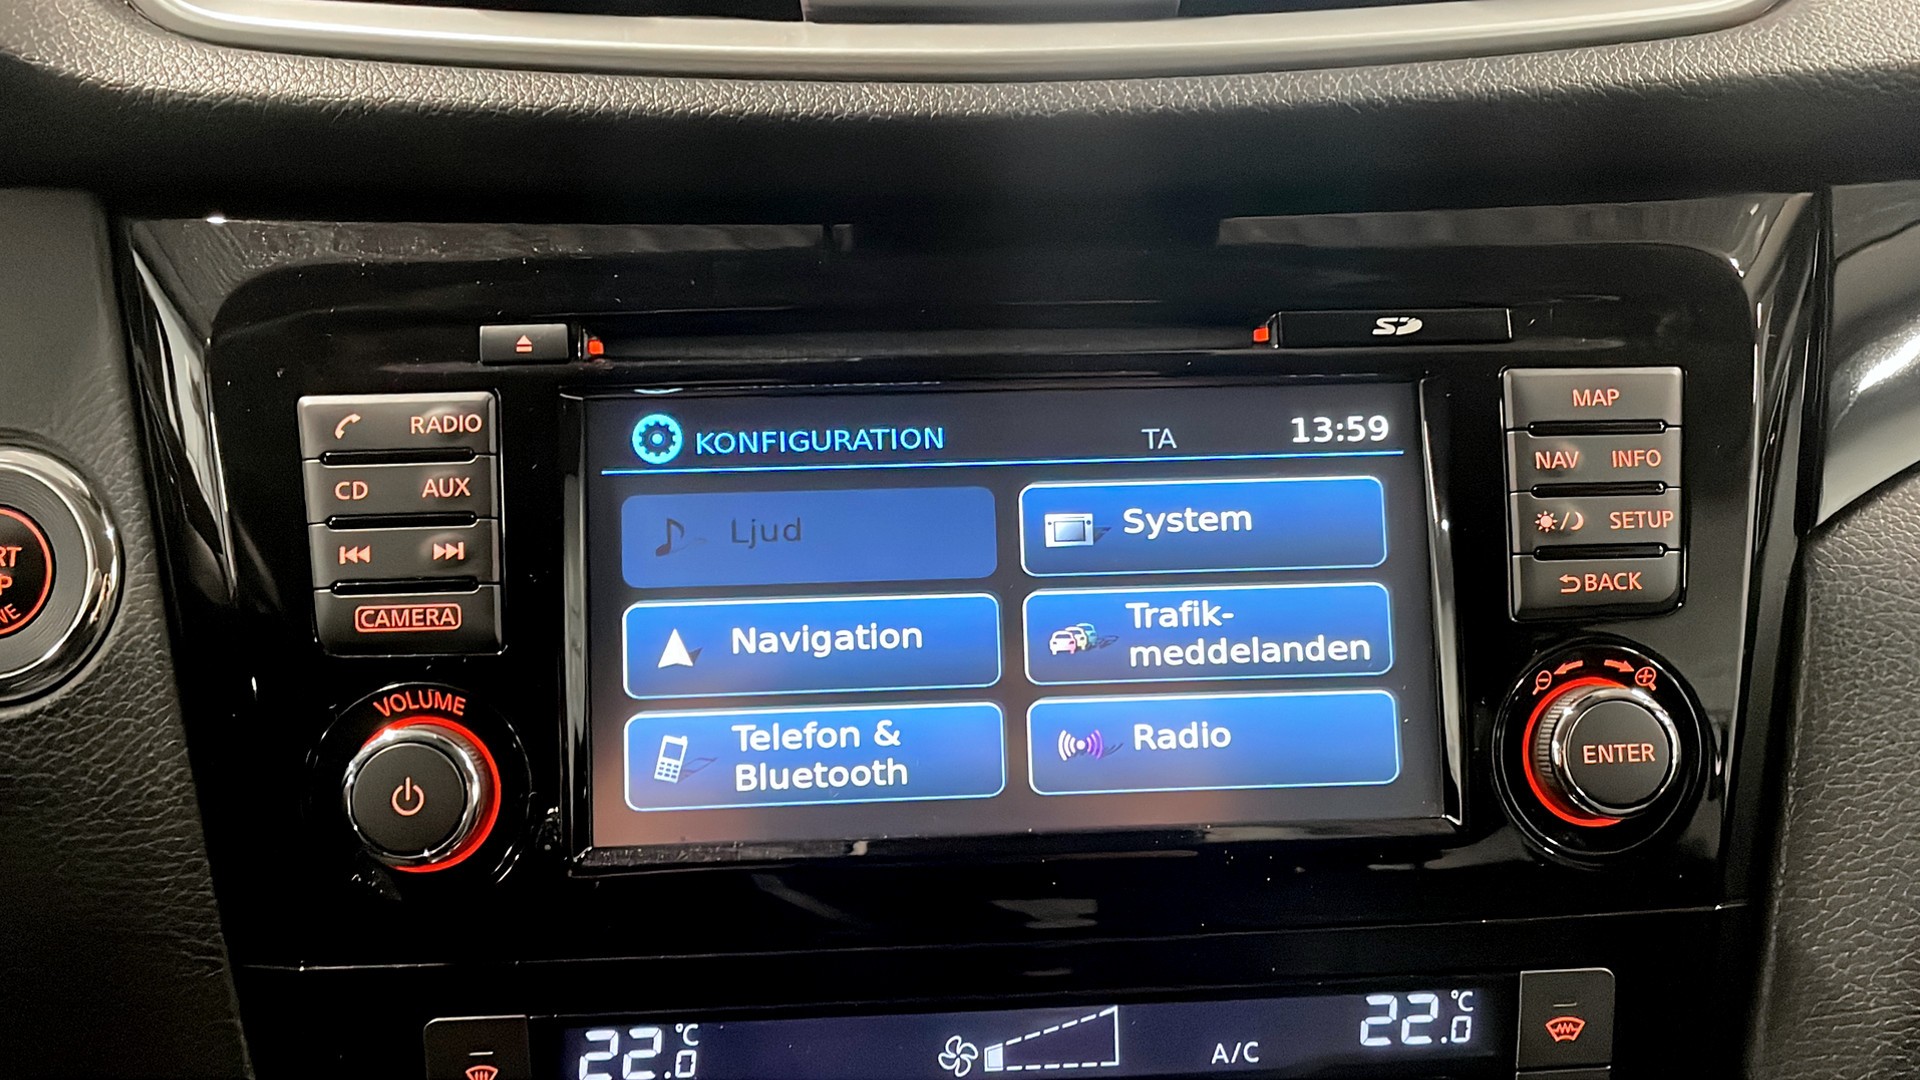 SD
MAP
RADIO
KONFIGURATION TA 13:59
NAV INFO
CD AUX
Ljud
System
SETUP
CAMERA
BACK
Navigation
Trafik-
meddelanden
VOLUME
Telefon &
Bluetooth
Radio
ENTER
22.0 °C
A/C
22.0 °C